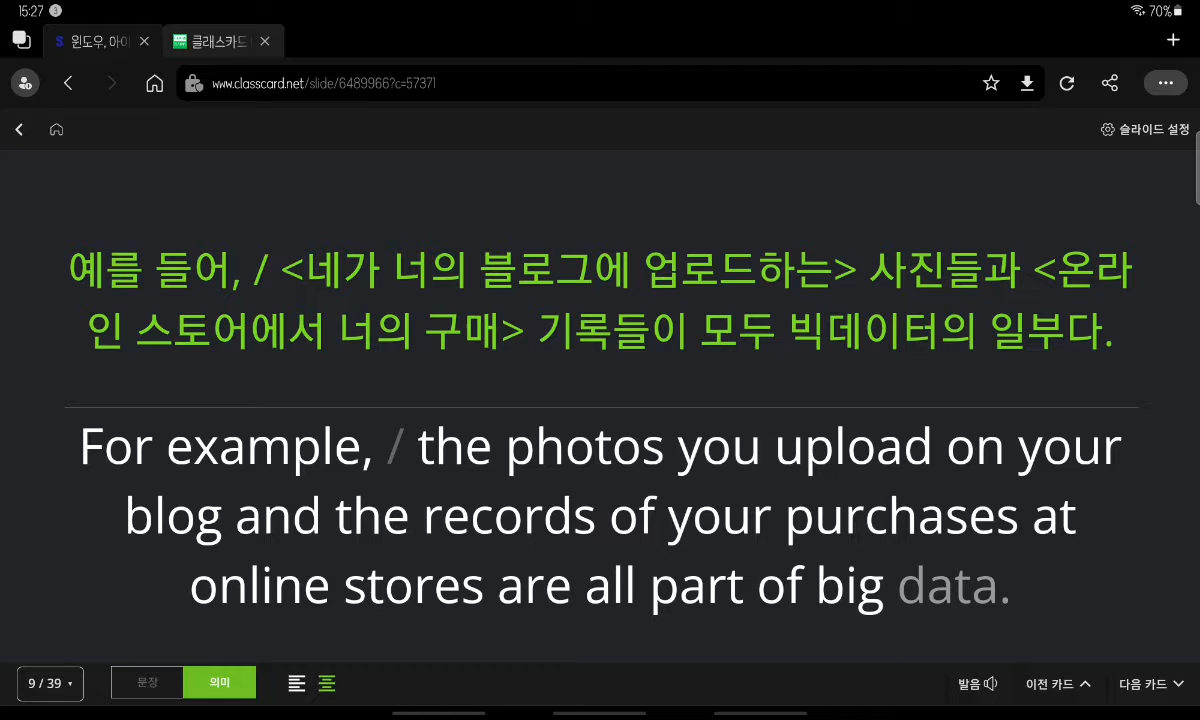 15:27 3 70%
S 윈도우, 아이 클래스카드
www.classcard.net/slide/6489966?c=57371
슬라이드 설정
예를 들어, / <네가 너의 블로그에 업로드하는> 사진들과 <온라
인 스토어에서 너의 구매> 기록들이 모두 빅데이터의 일부다.
For example, / the photos you upload on your
blog and the records of your purchases at
online stores are all part of big data.
9 / 39 문장 의미 발음 이전 카드 다음 카드